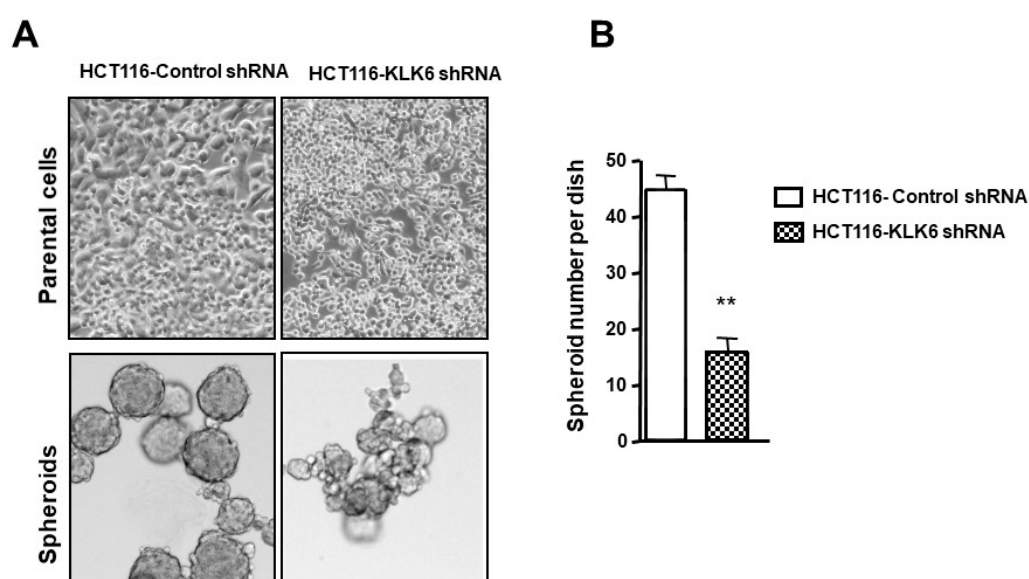 A
B
HCT116-Control shRNA
HCT116-KLK6 shRNA
Parental cells
Spheroids
Spheroid number per dish
50
40
30
20
10
0
**
HCT116- Control shRNA
HCT116-KLK6 shRNA